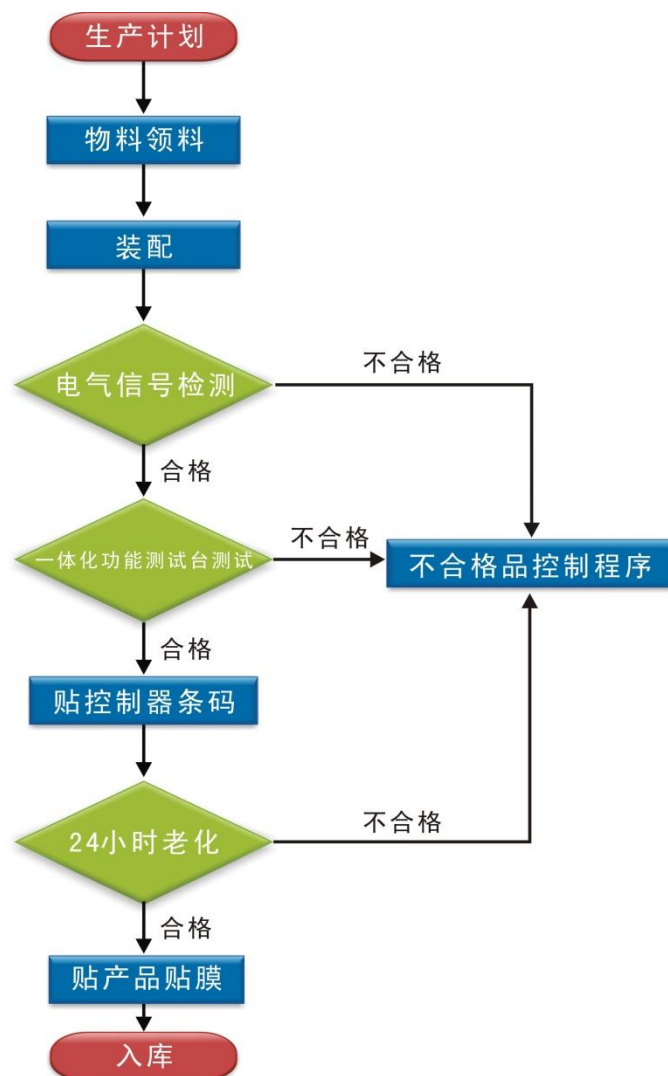 生产计划
物料领料
装配
电气信号检测
不合格
合格
一体化功能测试台测试
不合格
不合格品控制程序
合格
贴控制器条码
24小时老化
不合格
合格
贴产品贴膜
入库